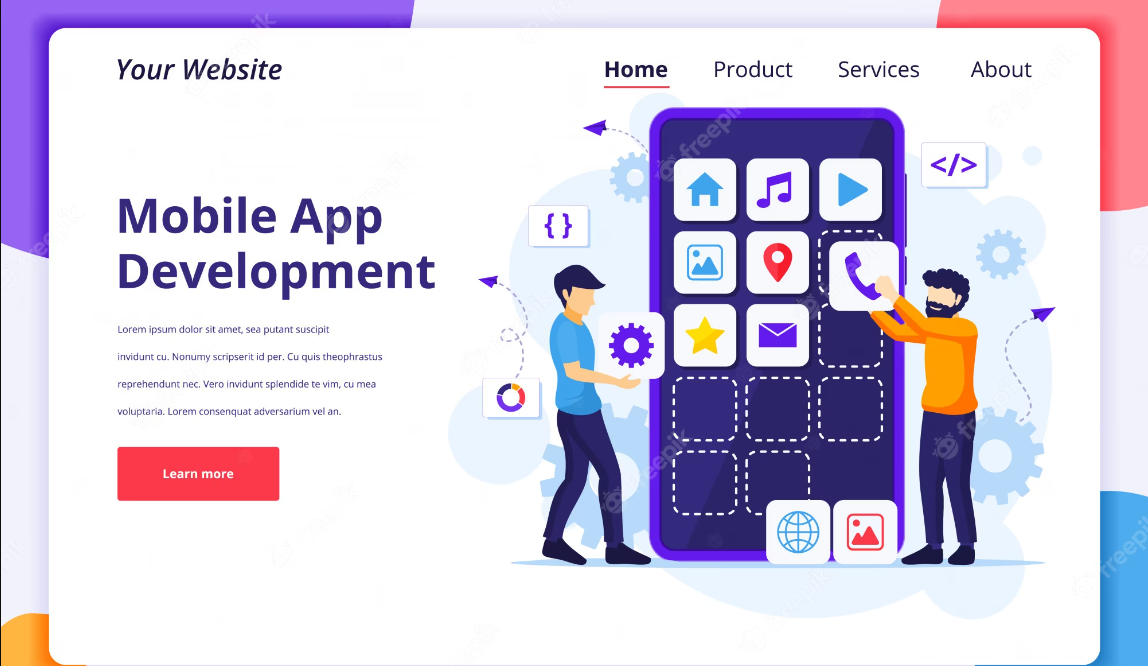 Your Website
Home Product Services About
</>
{ }
Mobile App
Development
Lorem ipsum dolor sit amet, sea putant suscipit
invidunt cu. Nonumy scripserit id per. Cu quis theophrastus
reprehendunt nec. Vero invidunt splendide te vim, cu mea
voluptaria. Lorem consenquat adversarium vel an.
Learn more
freepik
freepik
freepik